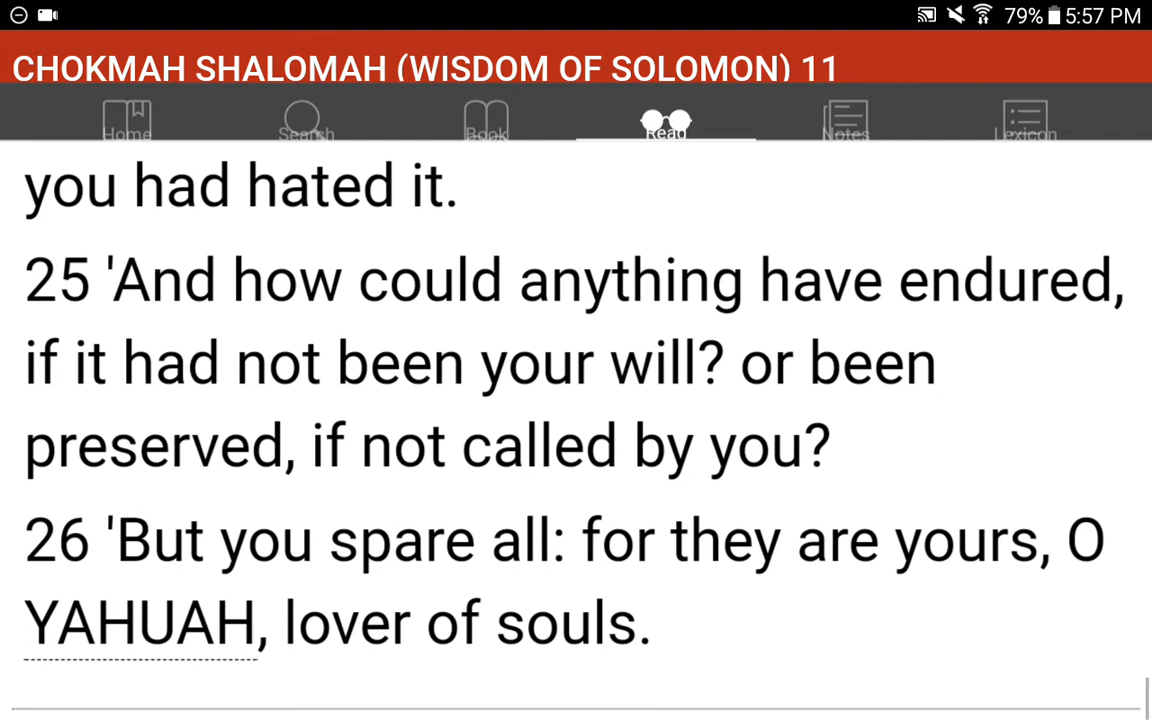 79% 5:57 PM
CHOKMAH SHALOMAH (WISDOM OF SOLOMON) 11
Home Search Book Read Notes Lexicon
you had hated it.
25 'And how could anything have endured,
if it had not been your will? or been
preserved, if not called by you?
26 'But you spare all: for they are yours, O
YAHUAH, lover of souls.